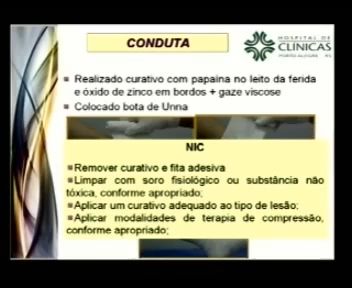 CONDUTA
HOSPITAL DE
CLÍNICAS
PORTO ALEGRE RS
Realizado curativo com papaína no leito da ferida
e óxido de zinco em bordos + gaze viscose
Colocado bota de Unna
NIC
Remover curativo e fita adesiva
Limpar com soro fisiológico ou substância não
tóxica, conforme apropriado;
Aplicar um curativo adequado ao tipo de lesão;
Aplicar modalidades de terapia de compressão,
conforme apropriado;